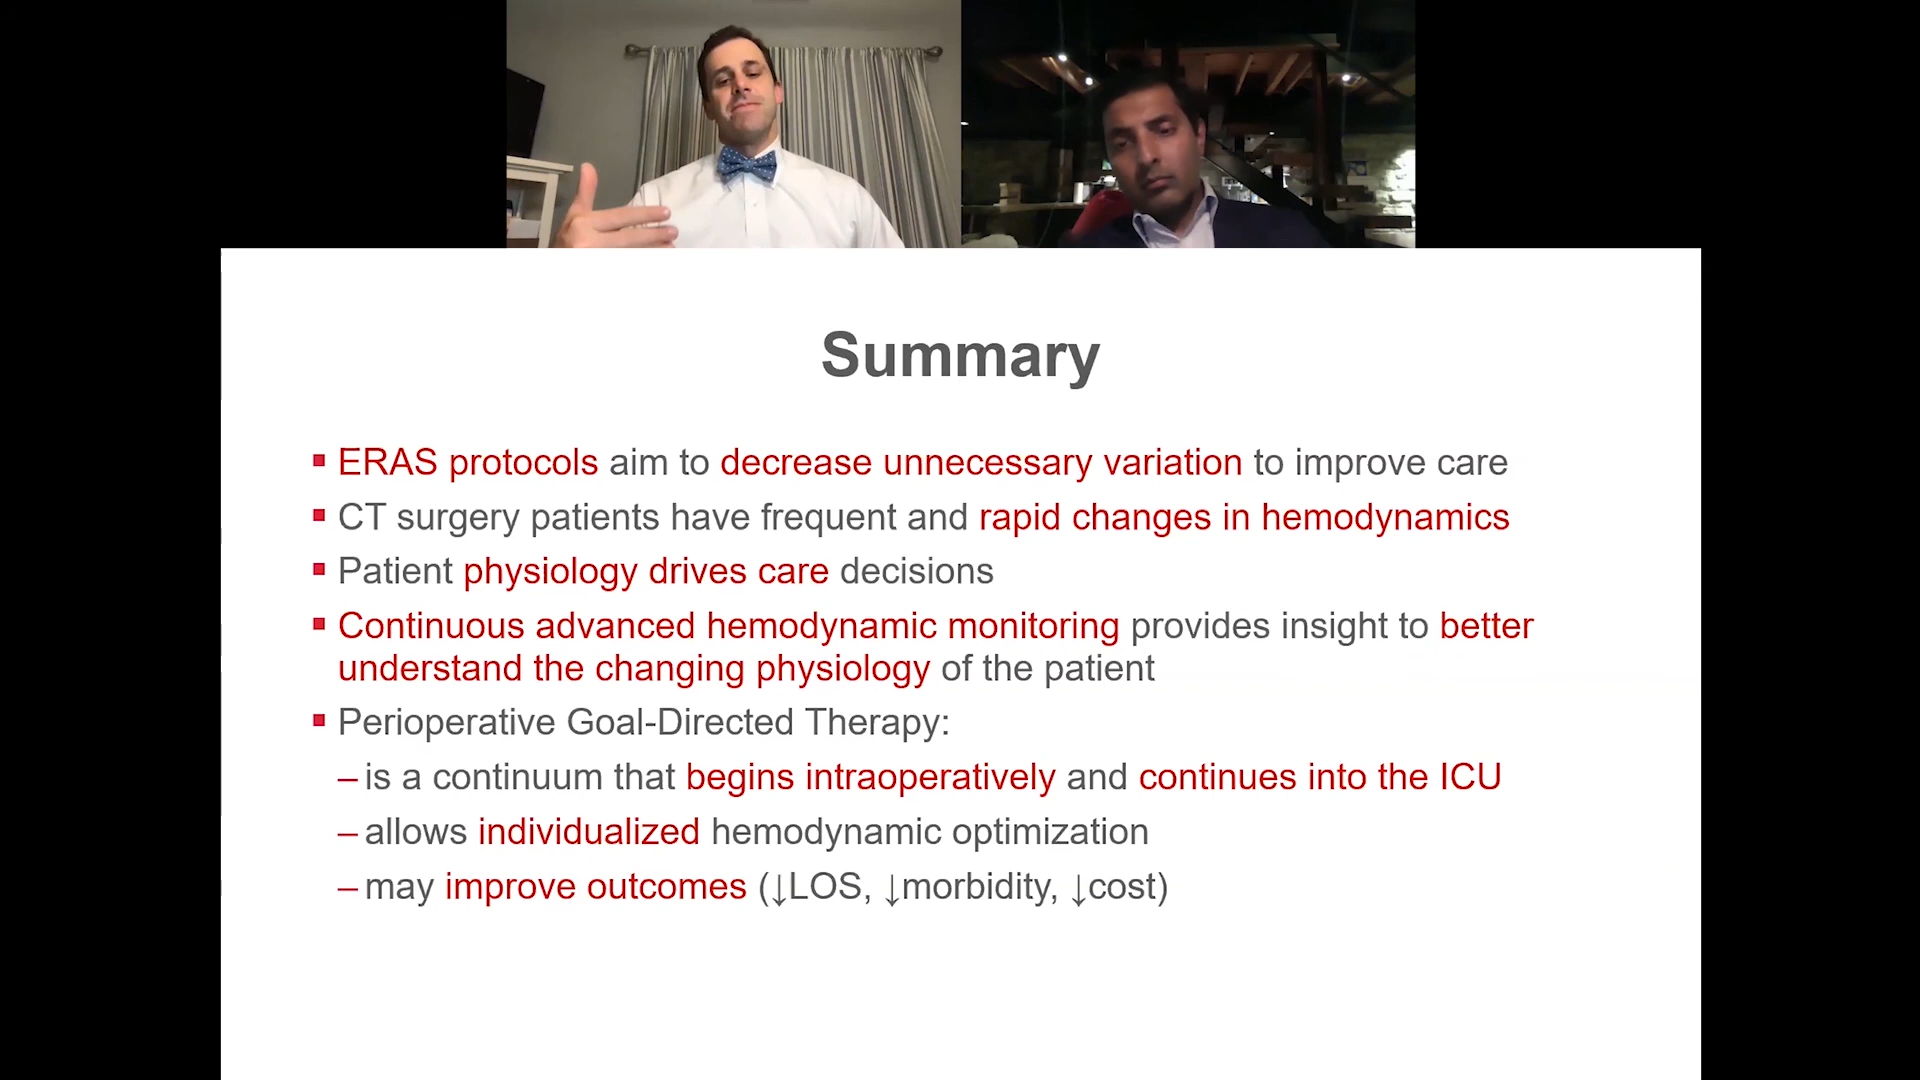 Summary
▪ ERAS protocols aim to decrease unnecessary variation to improve care
▪ CT surgery patients have frequent and rapid changes in hemodynamics
▪ Patient physiology drives care decisions
▪ Continuous advanced hemodynamic monitoring provides insight to better
understand the changing physiology of the patient
▪ Perioperative Goal-Directed Therapy:
– is a continuum that begins intraoperatively and continues into the ICU
– allows individualized hemodynamic optimization
– may improve outcomes (↓LOS, ↓morbidity, ↓cost)